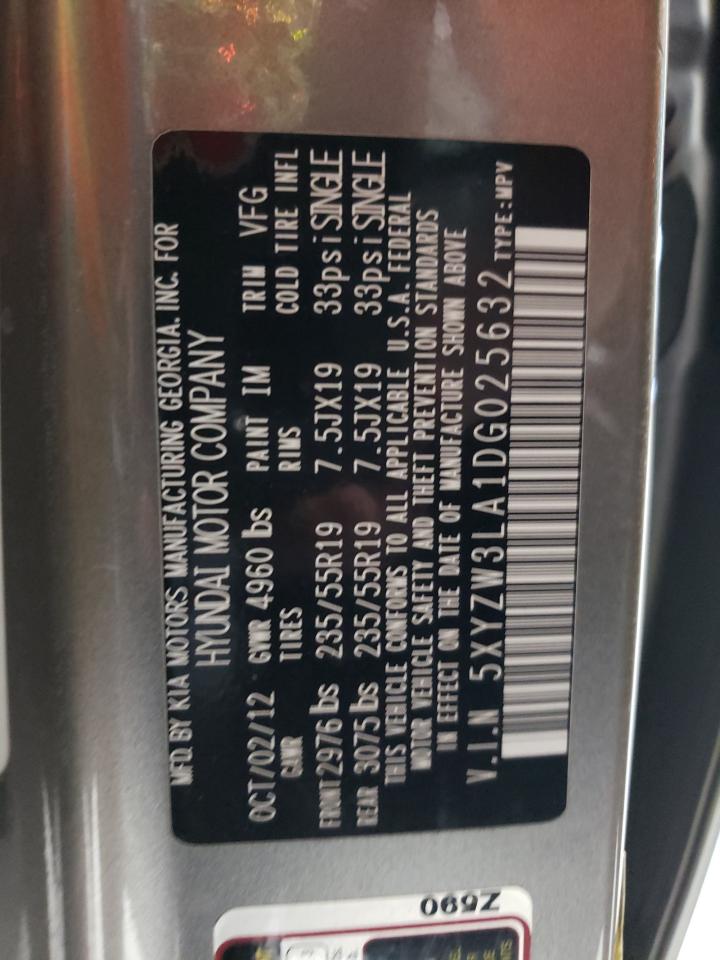 MFD. BY KIA MOTORS MANUFACTURING GEORGIA. INC. FOR
HYUNDAI MOTOR COMPANY
OCT/02/12 GVWR 4960 lbs PAINT IM TRIM VFG
GAWR TIRES RIMS COLD TIRE INFL
FRONT 2976 lbs 235/55R19 7.5JX19 33psi SINGLE
REAR 3075 lbs 235/55R19 7.5JX19 33psi SINGLE
THIS VEHICLE CONFORMS TO ALL APPLICABLE U.S.A. FEDERAL
MOTOR VEHICLE SAFETY AND THEFT PREVENTION STANDARDS
IN EFFECT ON THE DATE OF MANUFACTURE SHOWN ABOVE
V.I.N 5XYZW3LA1DG025632 TYPE:MPV
Z590